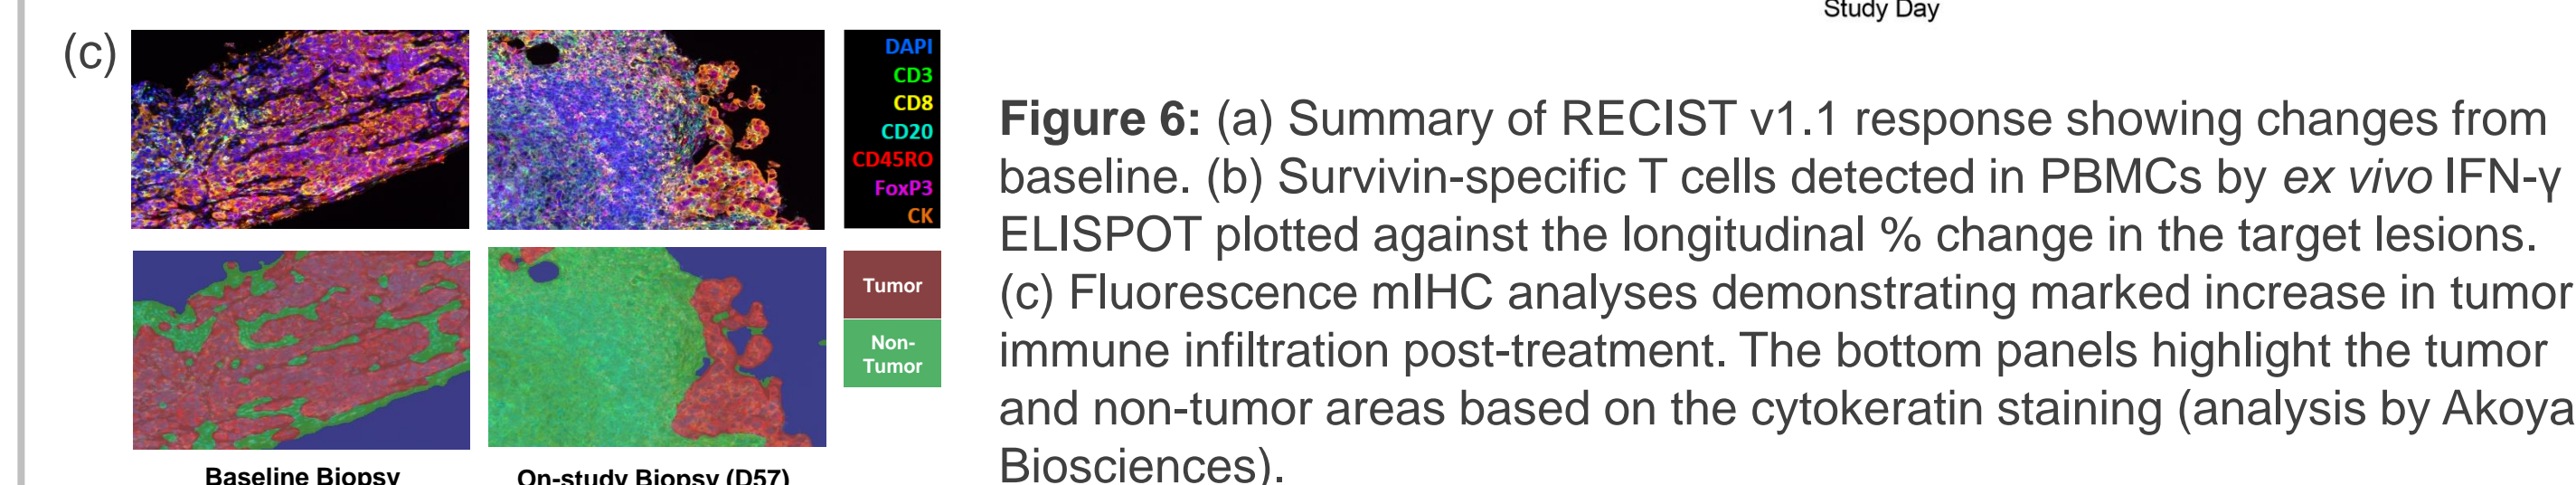 Study Day
(c)
DAPI
CD3
CD8
CD20
CD45RO
FoxP3
CK
Tumor
Non-
Tumor
Baseline Biopsy
On-study Biopsy (D57)
Figure 6: (a) Summary of RECIST v1.1 response showing changes from
baseline. (b) Survivin-specific T cells detected in PBMCs by ex vivo IFN-γ
ELISPOT plotted against the longitudinal % change in the target lesions.
(c) Fluorescence mIHC analyses demonstrating marked increase in tumor
immune infiltration post-treatment. The bottom panels highlight the tumor
and non-tumor areas based on the cytokeratin staining (analysis by Akoya
Biosciences).